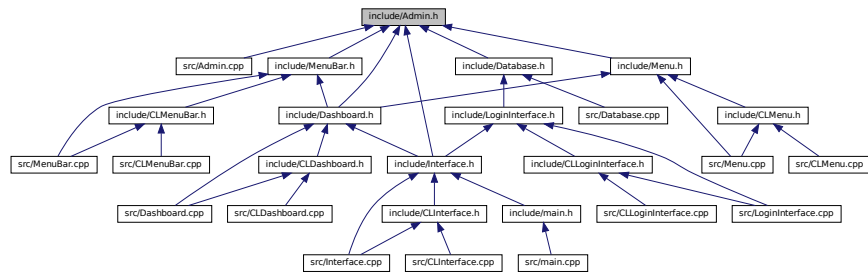 include/Admin.h
src/Admin.cpp
include/MenuBar.h
include/Database.h
include/Menu.h
include/CLMenuBar.h
include/Dashboard.h
include/LoginInterface.h
src/Database.cpp
include/CLMenu.h
src/MenuBar.cpp
src/CLMenuBar.cpp
include/CLDashboard.h
include/Interface.h
include/CLLoginInterface.h
src/Menu.cpp
src/CLMenu.cpp
src/Dashboard.cpp
src/CLDashboard.cpp
include/CLInterface.h
include/main.h
src/CLLoginInterface.cpp
src/LoginInterface.cpp
src/Interface.cpp
src/CLInterface.cpp
src/main.cpp